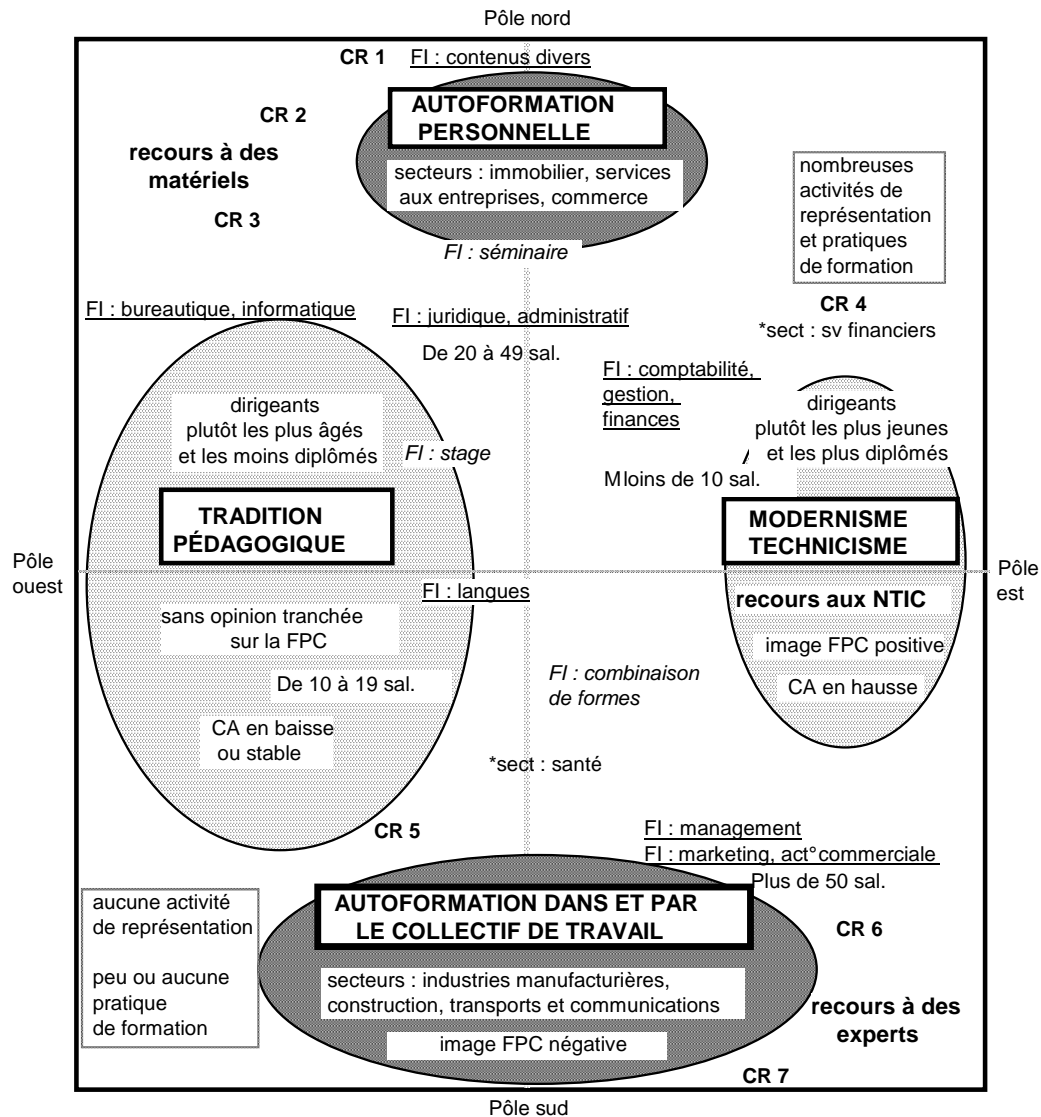 Pôle nord
CR 1
FI : contenus divers
AUTOFORMATION
PERSONNELLE
CR 2
recours à des
matériels
CR 3
secteurs : immobilier, services
aux entreprises, commerce
FI : séminaire
nombreuses
activités de
représentation
et pratiques
de formation
CR 4
*sect : sv financiers
FI : bureautique, informatique
FI : juridique, administratif
De 20 à 49 sal.
FI : comptabilité,
gestion,
finances
dirigeants
plutôt les plus âgés
et les moins diplômés
FI : stage
dirigeants
plutôt les plus jeunes
et les plus diplômés
Mloins de 10 sal.
TRADITION
PÉDAGOGIQUE
MODERNISME
TECHNICISME
Pôle
ouest
Pôle
est
FI : langues
recours aux NTIC
sans opinion tranchée
sur la FPC
image FPC positive
De 10 à 19 sal.
FI : combinaison
de formes
CA en hausse
CA en baisse
ou stable
*sect : santé
CR 5
FI : management
FI : marketing, act°commerciale
Plus de 50 sal.
aucune activité
de représentation
peu ou aucune
pratique
de formation
AUTOFORMATION DANS ET PAR
LE COLLECTIF DE TRAVAIL
CR 6
secteurs : industries manufacturières,
construction, transports et communications
recours à des
experts
image FPC négative
CR 7
Pôle sud